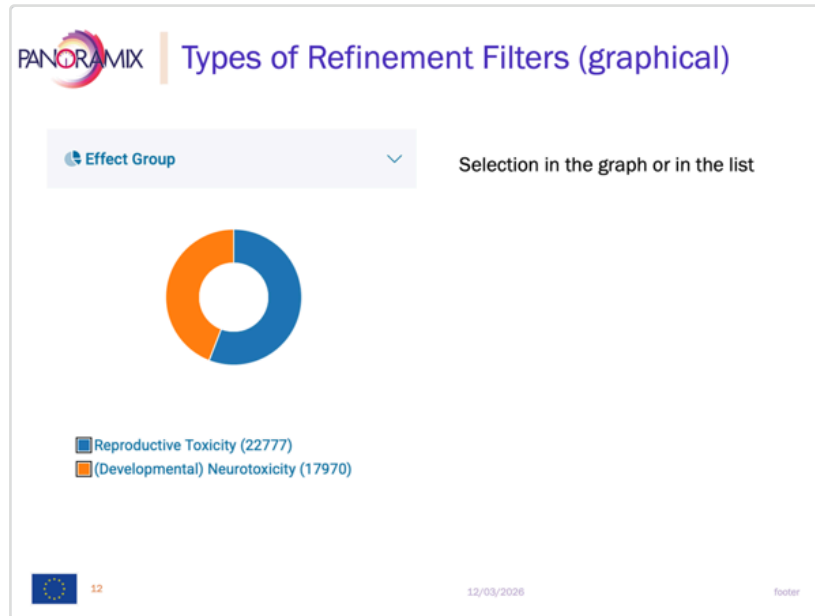 PANORAMIX
Types of Refinement Filters (graphical)
Effect Group
Selection in the graph or in the list
Reproductive Toxicity (22777)
(Developmental) Neurotoxicity (17970)
12
12/03/2026
footer